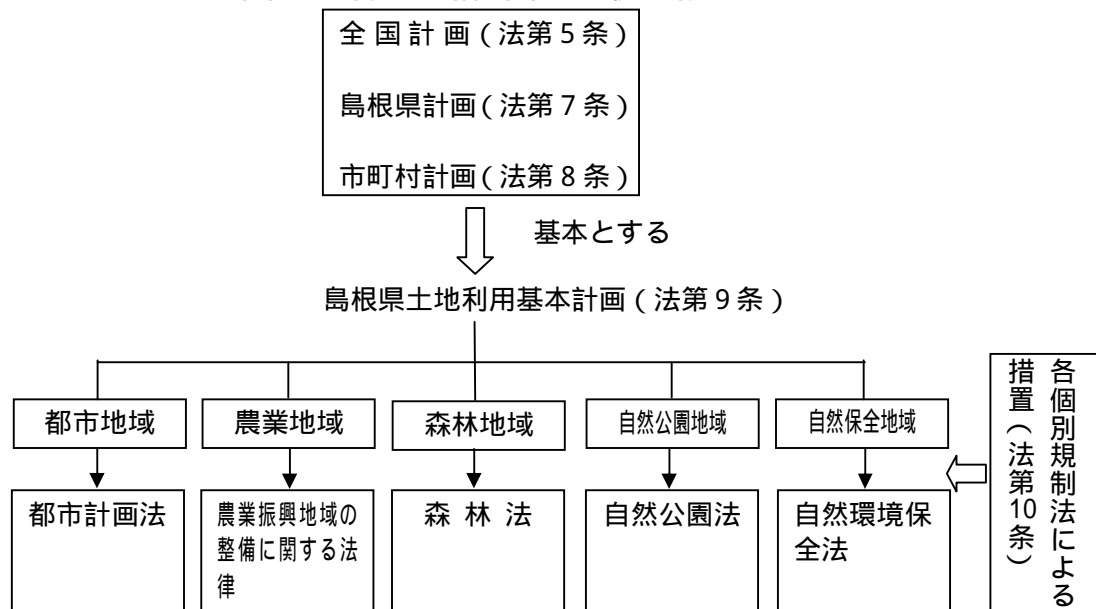 全国計画(法第5条)
島根県計画(法第7条)
市町村計画(法第8条)
基本とする
島根県土地利用基本計画(法第9条)
都市地域
農業地域
森林地域
自然公園地域
自然保全地域
都市計画法
農業振興地域の
整備に関する法
律
森林法
自然公園法
自然環境保
全法
各個別規制法による
措置(法第10条)